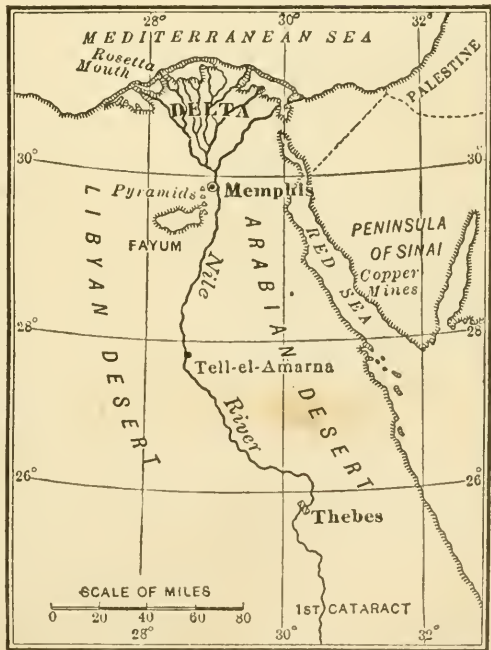 28°
30°
32°
MEDITERRANEAN SEA
Rosetta
Mouth
DELTA
PALESTINE
30°
30°
Pyramids
Memphis
FAYUM
LIBYAN DESERT
Nile River
ARABIAN DESERT
RED SEA
PENINSULA
OF SINAI
Copper
Mines
28°
28°
Tell-el-Amarna
26°
26°
Thebes
SCALE OF MILES
0 20 40 60 80
1ST CATARACT
28°
30°
32°